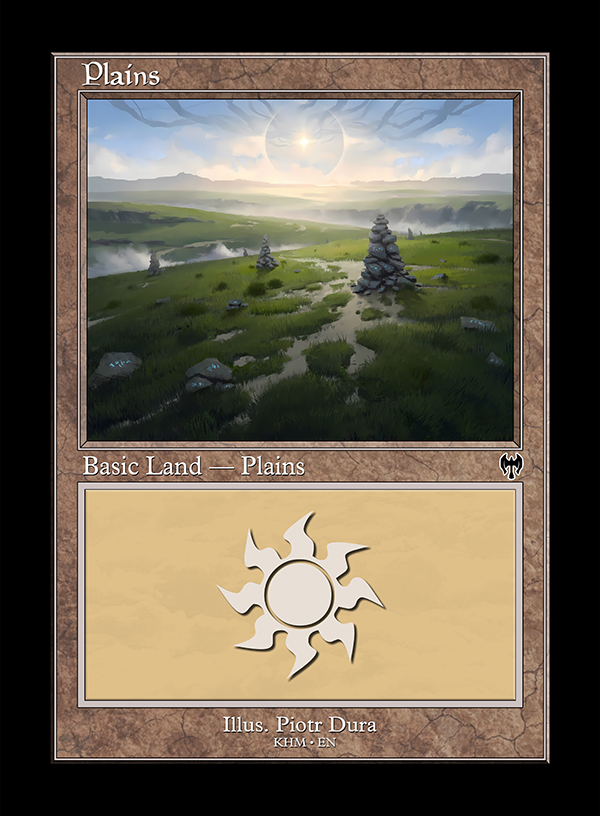 Plains
Basic Land — Plains
Illus. Piotr Dura
KHM • EN